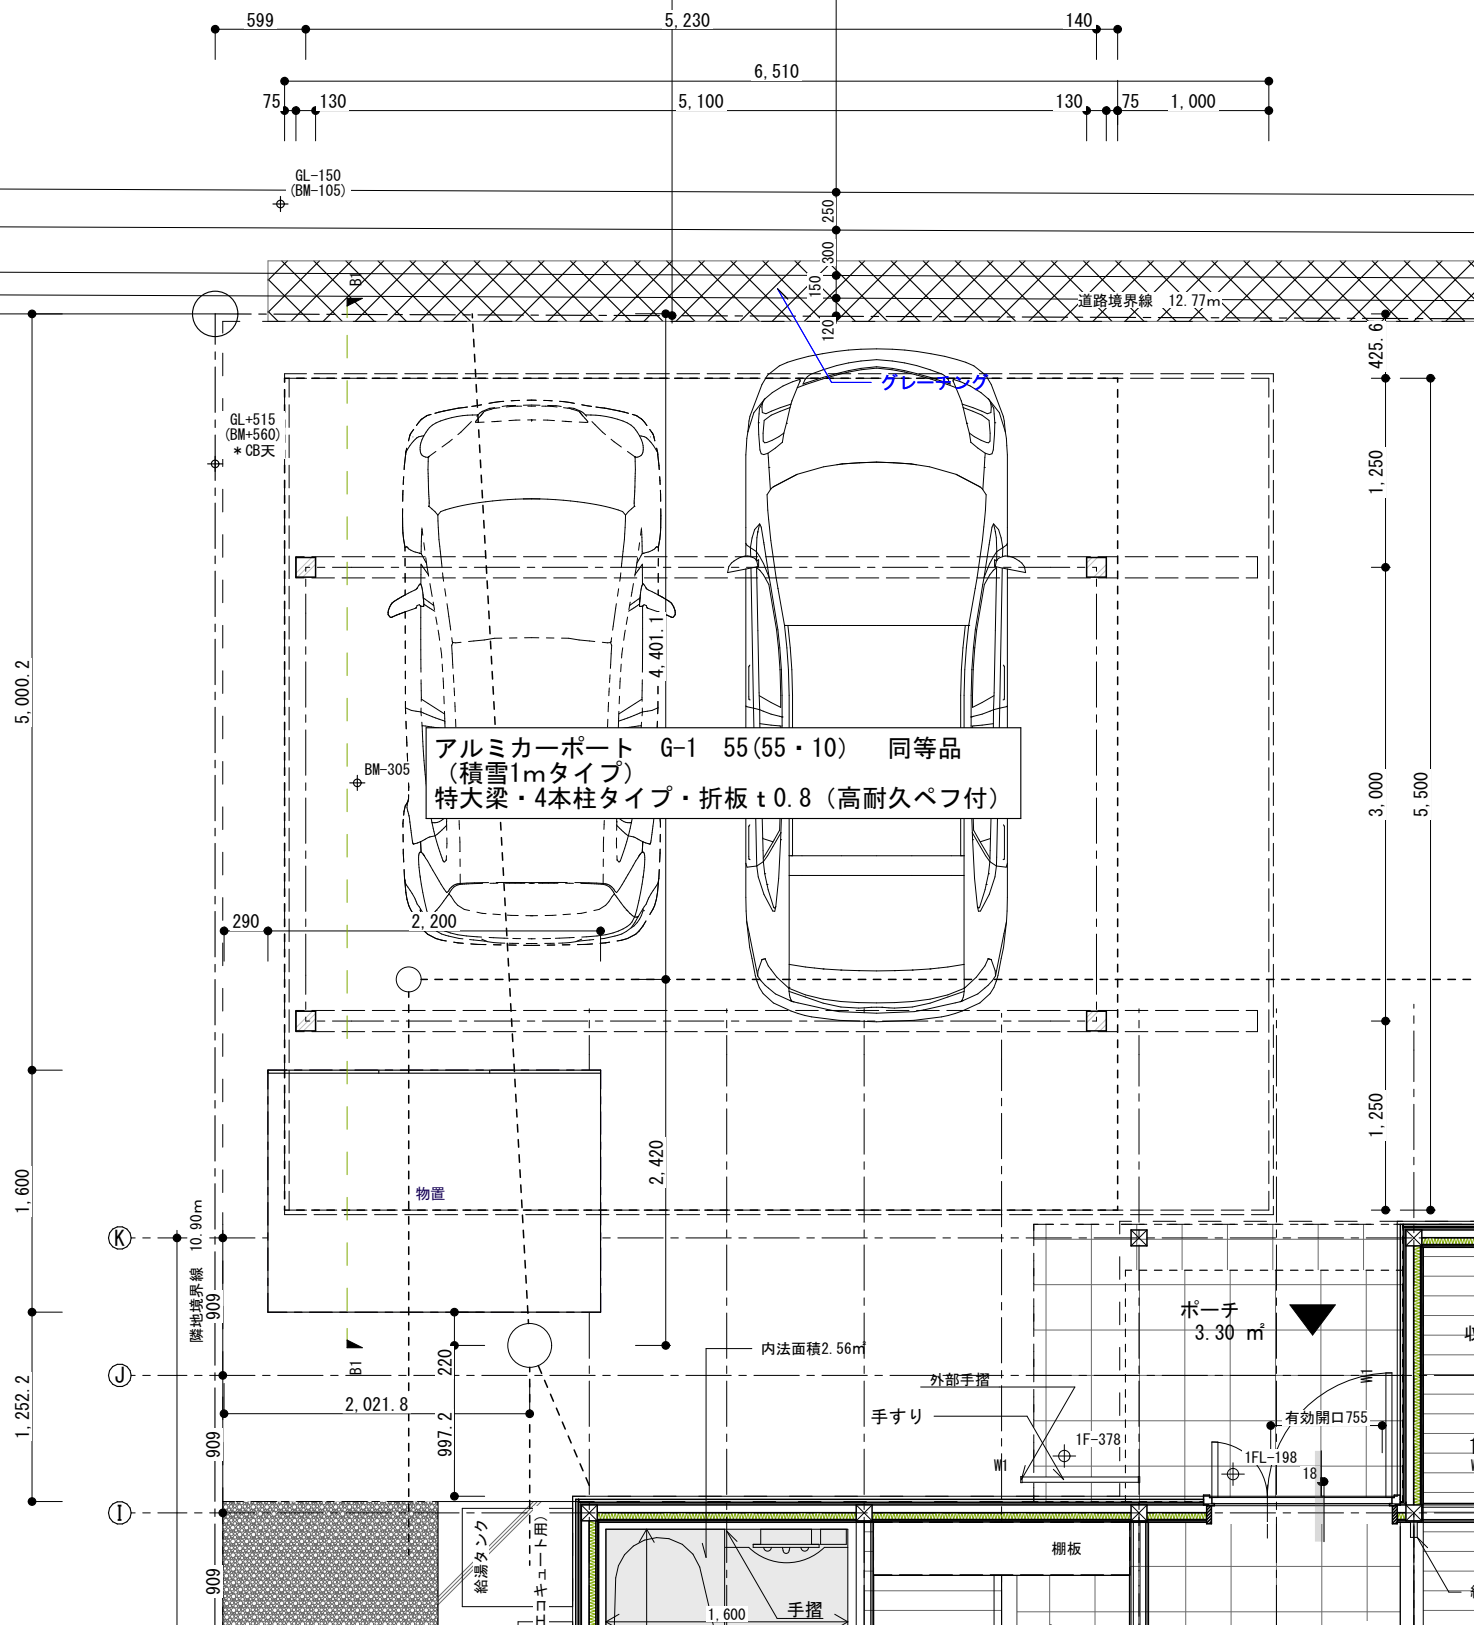 599
5,230
140
6,510
75
130
5,100
130
75
1,000
GL-150
(BM-105)
250
300
150
120
B1
道路境界線 12.77m
425.6
グレーチング
GL+515
(BM+560)
*CB天
1,250
5,000.2
4,401.1
BM-305
アルミカーポート G-1 55(55・10) 同等品
(積雪1mタイプ)
特大梁・4本柱タイプ・折板t0.8(高耐久ペフ付)
3,000
5,500
290
2,200
2,420
1,250
1,600
物置
K
隣地境界線 10.90m
909
ポーチ
3.30 ㎡
B1
220
内法面積2.56㎡
J
外部手摺
W1
2,021.8
手すり
有効開口755
1,252.2
909
997.2
1F-378
1FL-198
W1
18
I
給湯タンク
エコキュート用)
棚板
909
1,600
手摺